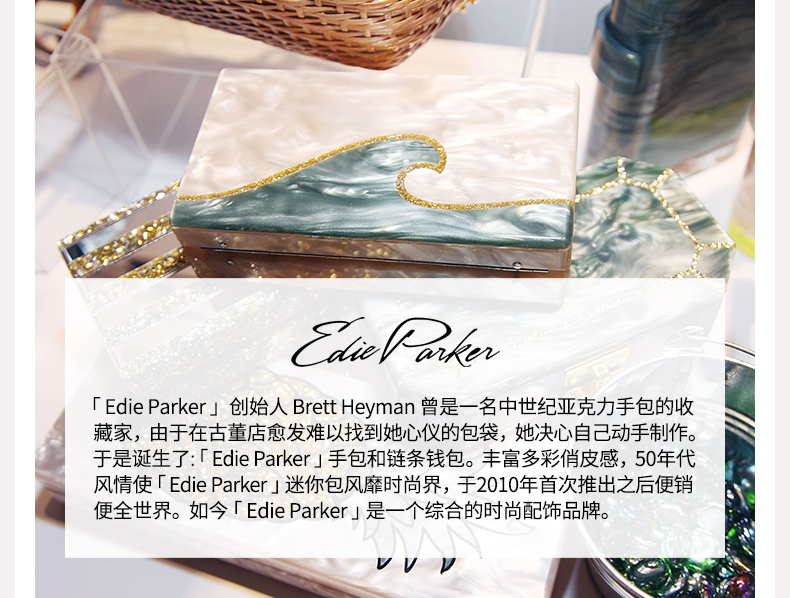 Edie Parker
「Edie Parker」创始人 Brett Heyman 曾是一名中世纪亚克力手包的收
藏家，由于在古董店愈发难以找到她心仪的包袋，她决心自己动手制作。
于是诞生了:「Edie Parker」手包和链条钱包。丰富多彩俏皮感，50年代
风情使「Edie Parker」迷你包风靡时尚界，于2010年首次推出之后便销
便全世界。如今「Edie Parker」是一个综合的时尚配饰品牌。